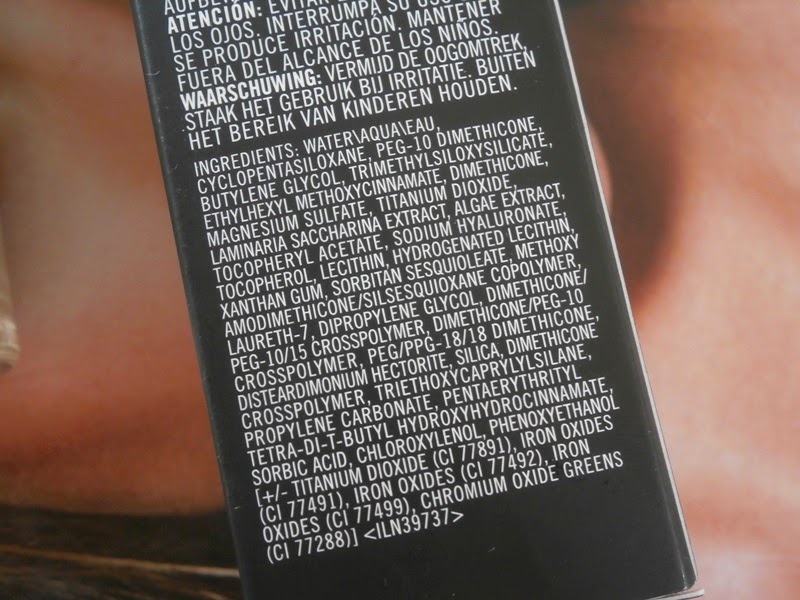 ATENCIÓN: EVITAR
LOS OJOS. INTERRUMPA SU USO
SE PRODUCE IRRITACIÓN. MANTENER
FUERA DEL ALCANCE DE LOS NIÑOS.
WAARSCHUWING: VERMIJD DE OOGOMTREK.
STAAK HET GEBRUIK BIJ IRRITATIE. BUITEN
HET BEREIK VAN KINDEREN HOUDEN.
INGREDIENTS: WATER\AQUA\EAU,
CYCLOPENTASILOXANE, PEG-10 DIMETHICONE,
BUTYLENE GLYCOL, TRIMETHYLSILOXYSILICATE,
ETHYLHEXYL METHOXYCINNAMATE, DIMETHICONE,
MAGNESIUM SULFATE, TITANIUM DIOXIDE,
LAMINARIA SACCHARINA EXTRACT, ALGAE EXTRACT,
TOCOPHERYL ACETATE, SODIUM HYALURONATE,
TOCOPHEROL, LECITHIN, HYDROGENATED LECITHIN,
XANTHAN GUM, SORBITAN SESQUIOLEATE, METHOXY
AMODIMETHICONE/SILSESQUIOXANE COPOLYMER,
LAURETH-7, DIPROPYLENE GLYCOL, DIMETHICONE/
PEG-10/15 CROSSPOLYMER, DIMETHICONE/PEG-10
CROSSPOLYMER, PEG/PPG-18/18 DIMETHICONE,
DISTEARDIMONIUM HECTORITE, SILICA, DIMETHICONE
CROSSPOLYMER, TRIETHOXYCAPRYLYLSILANE,
PROPYLENE CARBONATE, PENTAERYTHRITYL
TETRA-DI-T-BUTYL HYDROXYHYDROCINNAMATE,
SORBIC ACID, CHLOROXYLENOL, PHENOXYETHANOL
[+/- TITANIUM DIOXIDE (CI 77891), IRON OXIDES
(CI 77491), IRON OXIDES (CI 77492), IRON
OXIDES (CI 77499), CHROMIUM OXIDE GREENS
(CI 77288)] <ILN39737>